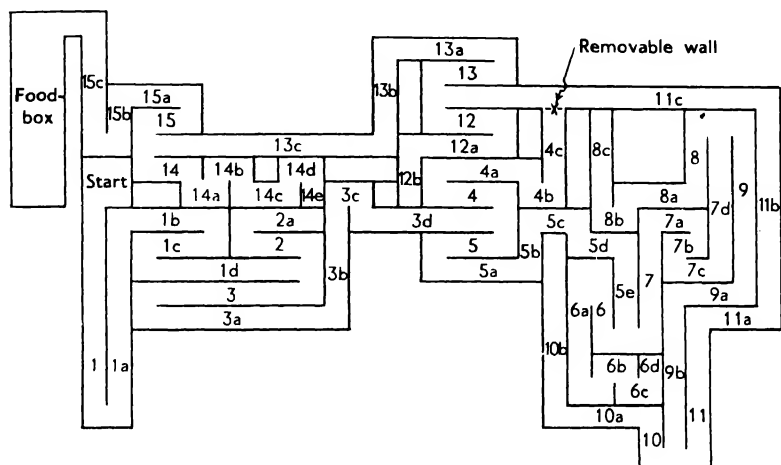 13a
Removable wall
13
15c
15a
Food-
box
15b
13b
11c
15
12
13c
12a
4c
8c
14
14b
14d
4a
8
Start
14a
14c
14e
3c
12b
4b
8a
9
11b
1b
2a
4
5c
8b
7a
7d
3d
1c
2
5
5d
7b
1d
3b
5b
5a
7
7c
3
5e
9a
3a
6a
6
11a
10b
6b
6d
9b
1
1a
6c
10a
11
10